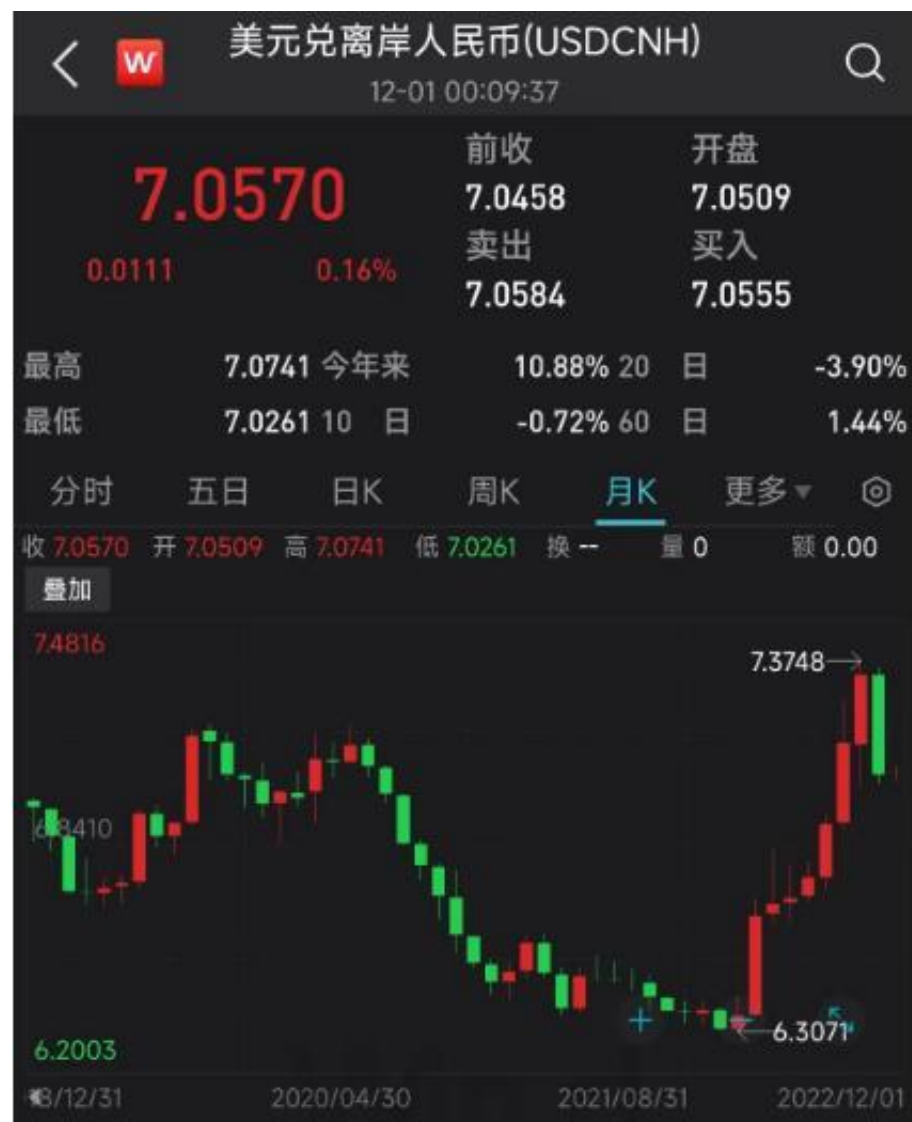 美元兑离岸人民币(USDCNH)
W
12-01 00:09:37
前收 开盘
7.0570 7.0458 7.0509
卖出 买入
0.0111 0.16% 7.0584 7.0555
最高 7.0741 今年来 10.88% 20 日 -3.90%
最低 7.0261 10 日 -0.72% 60 日 1.44%
分时 五日 日K 周K 月K 更多
收 7.0570 开 7.0509 高 7.0741 低 7.0261 换 -- 量 0 额 0.00
叠加
7.4816
7.3748
6.8410
6.3071
6.2003
8/12/31 2020/04/30 2021/08/31 2022/12/01